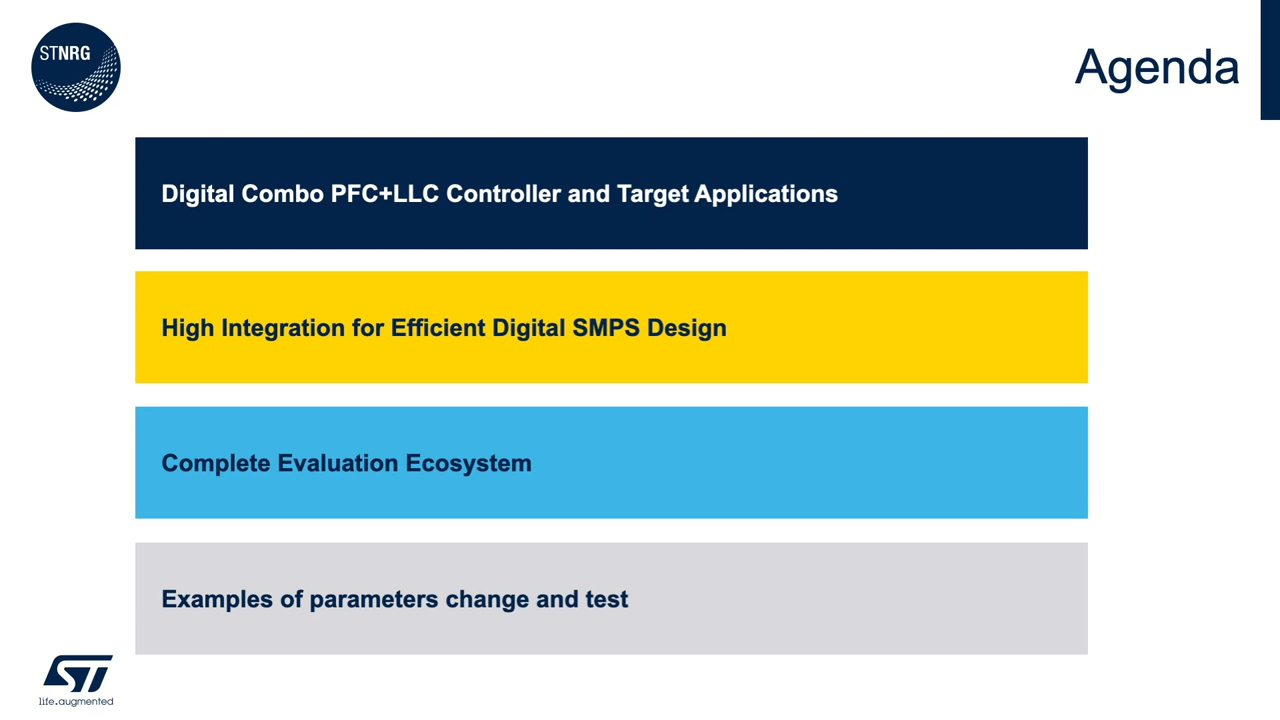 STNRG
Agenda
Digital Combo PFC+LLC Controller and Target Applications
High Integration for Efficient Digital SMPS Design
Complete Evaluation Ecosystem
Examples of parameters change and test
ST
life.augmented